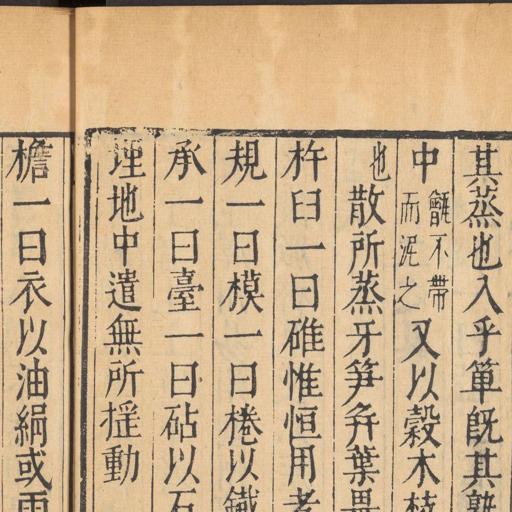 其蒸也入乎箄既其熟
中甑不帶而泥之又以榖木枝
也散所蒸牙笋并葉畏
杵臼一曰碓惟恒用者
規一曰模一曰棬以鐵
承一曰臺一曰砧以石
埋地中遣無所揺動
檐一曰衣以油絹或雨